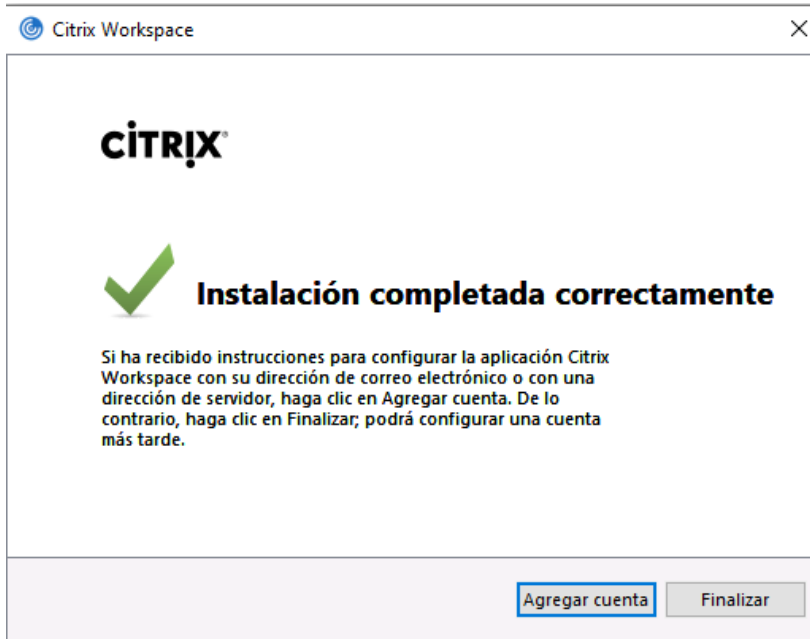 Citrix Workspace
CİTRIX®
Instalación completada correctamente
Si ha recibido instrucciones para configurar la aplicación Citrix
Workspace con su dirección de correo electrónico o con una
dirección de servidor, haga clic en Agregar cuenta. De lo
contrario, haga clic en Finalizar; podrá configurar una cuenta
más tarde.
Agregar cuenta
Finalizar